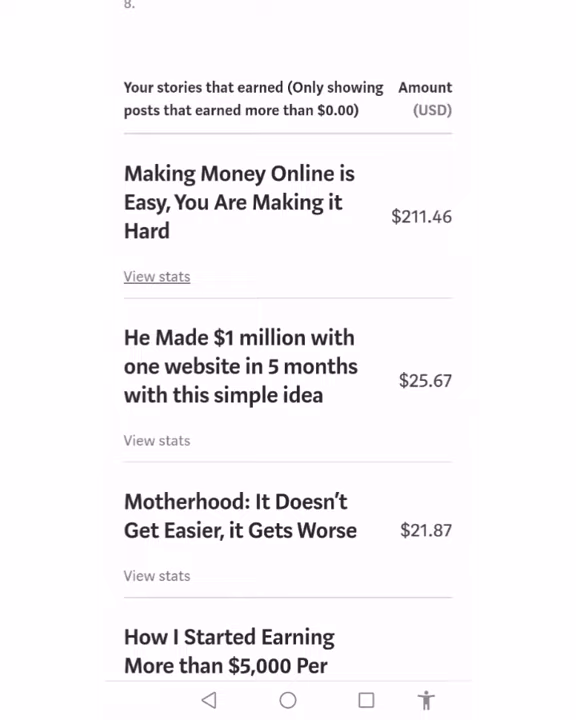 8.
Your stories that earned (Only showing Amount
posts that earned more than $0.00) (USD)
Making Money Online is
Easy, You Are Making it
Hard
$211.46
View stats
He Made $1 million with
one website in 5 months
with this simple idea
$25.67
View stats
Motherhood: It Doesn't
Get Easier, it Gets Worse
$21.87
View stats
How I Started Earning
More than $5,000 Per